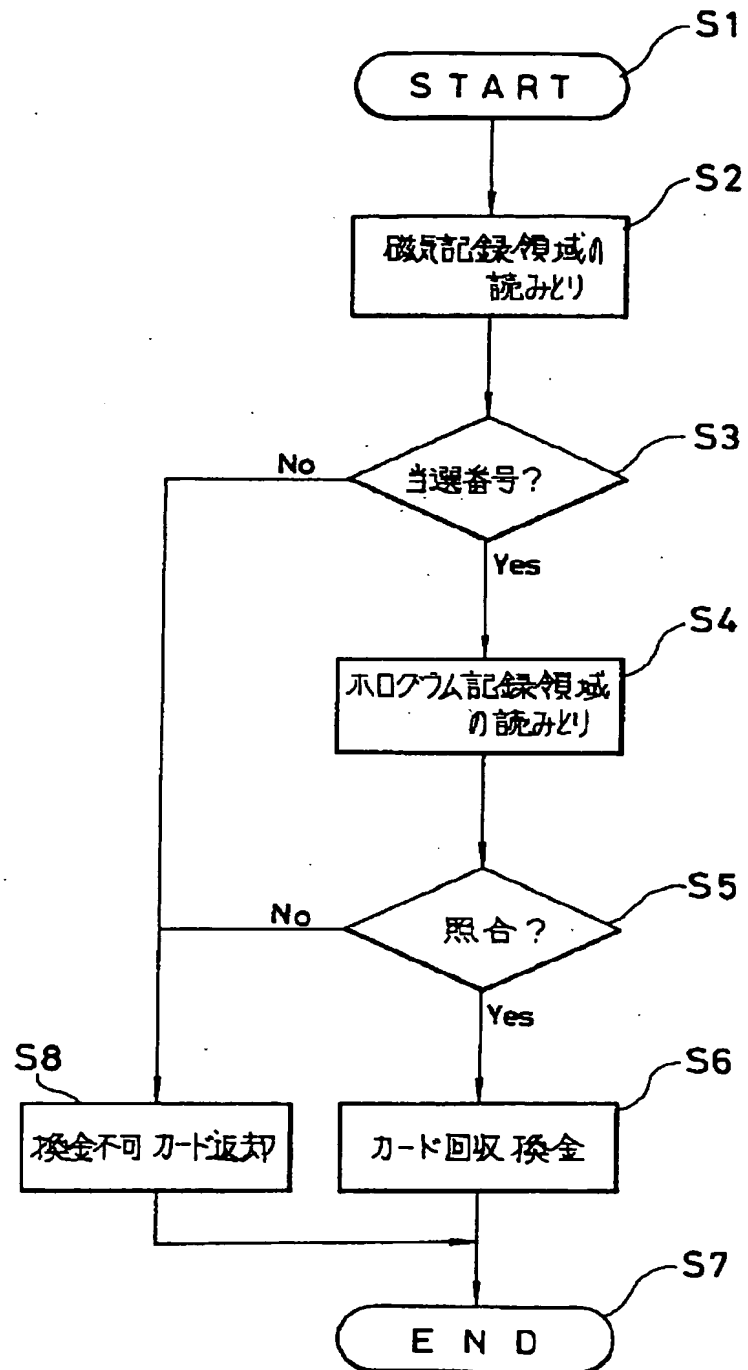 S1
START
S2
磁気記録領域の
読みとり
S3
当選番号?
No
Yes
S4
ホログラム記録領域
の読みとり
S5
照合?
No
Yes
S8
換金不可カード返却
S6
カード回収換金
S7
END